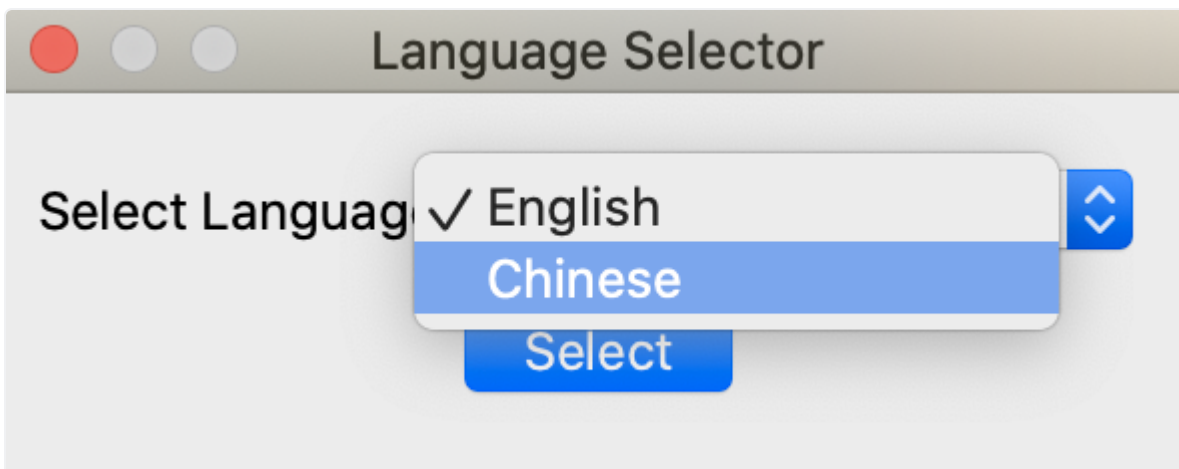 Language Selector
Select Languag
✓ English
Chinese
Select